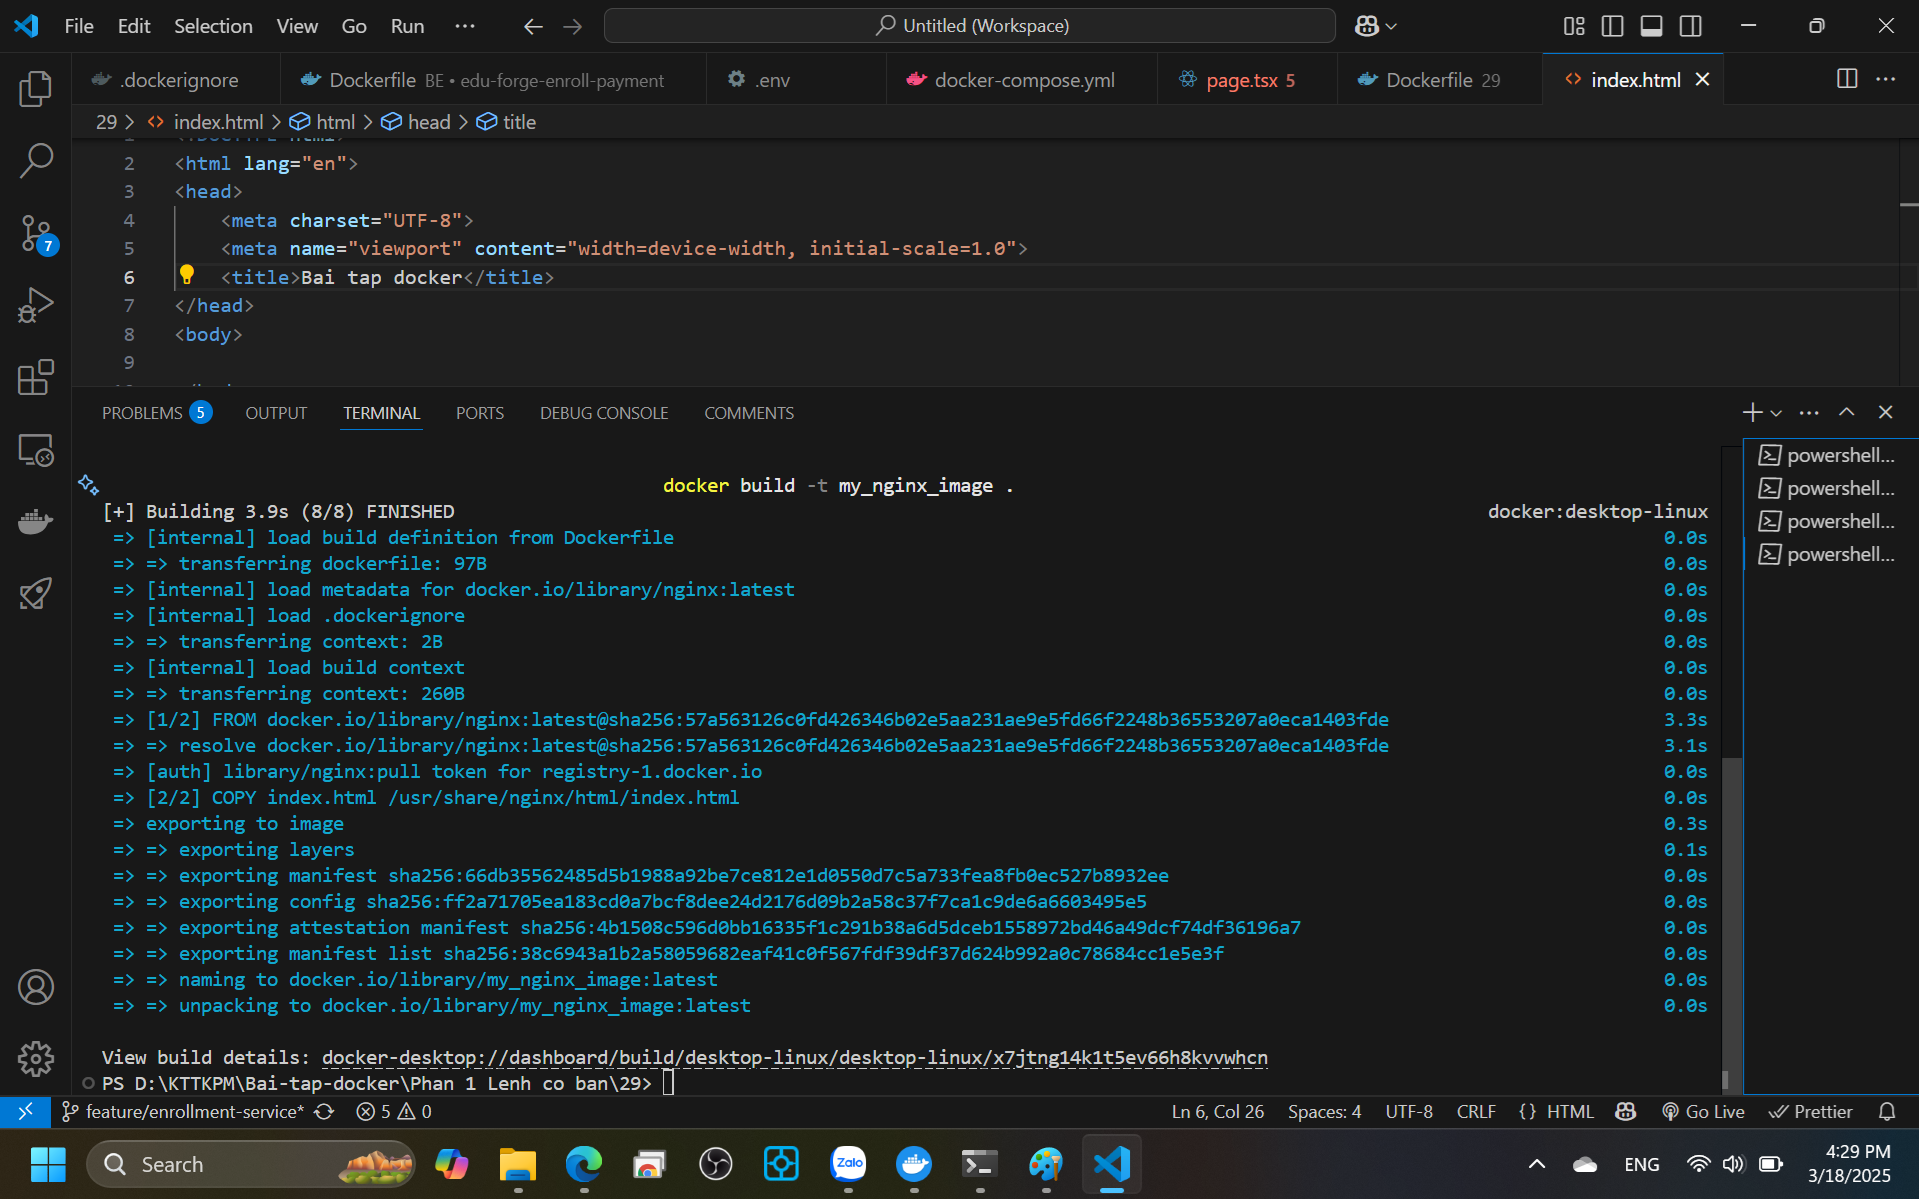 File Edit Selection View Go Run ··· Untitled (Workspace)
.dockerignore Dockerfile BE • edu-forge-enroll-payment .env docker-compose.yml page.tsx 5 Dockerfile 29 index.html
29 > index.html > html > head > title
2 <html lang="en">
3 <head>
4 <meta charset="UTF-8">
5 <meta name="viewport" content="width=device-width, initial-scale=1.0">
6 <title>Bai tap docker</title>
7 </head>
8 <body>
9
7
PROBLEMS 5 OUTPUT TERMINAL PORTS DEBUG CONSOLE COMMENTS
docker build -t my_nginx_image .
[+] Building 3.9s (8/8) FINISHED docker:desktop-linux
=> [internal] load build definition from Dockerfile 0.0s
=> => transferring dockerfile: 97B 0.0s
=> [internal] load metadata for docker.io/library/nginx:latest 0.0s
=> [internal] load .dockerignore 0.0s
=> => transferring context: 2B 0.0s
=> [internal] load build context 0.0s
=> => transferring context: 260B 0.0s
=> [1/2] FROM docker.io/library/nginx:latest@sha256:57a563126c0fd426346b02e5aa231ae9e5fd66f2248b36553207a0eca1403fde 3.3s
=> => resolve docker.io/library/nginx:latest@sha256:57a563126c0fd426346b02e5aa231ae9e5fd66f2248b36553207a0eca1403fde 3.1s
=> [auth] library/nginx:pull token for registry-1.docker.io 0.0s
=> [2/2] COPY index.html /usr/share/nginx/html/index.html 0.0s
=> exporting to image 0.3s
=> => exporting layers 0.1s
=> => exporting manifest sha256:66db35562485d5b1988a92be7ce812e1d0550d7c5a733fea8fb0ec527b8932ee 0.0s
=> => exporting config sha256:ff2a71705ea183cd0a7bcf8dee24d2176d09b2a58c37f7ca1c9de6a6603495e5 0.0s
=> => exporting attestation manifest sha256:4b1508c596d0bb16335f1c291b38a6d5dceb1558972bd46a49dcf74df36196a7 0.0s
=> => exporting manifest list sha256:38c6943a1b2a58059682eaf41c0f567fdf39df37d624b992a0c78684cc1e5e3f 0.0s
=> => naming to docker.io/library/my_nginx_image:latest 0.0s
=> => unpacking to docker.io/library/my_nginx_image:latest 0.0s
View build details: docker-desktop://dashboard/build/desktop-linux/desktop-linux/x7jtng14k1t5ev66h8kvvwhcn
PS D:\KTTKPM\Bai-tap-docker\Phan 1 Lenh co ban\29>
powershell...
powershell...
powershell...
powershell...
feature/enrollment-service* 5 0 Ln 6, Col 26 Spaces: 4 UTF-8 CRLF {} HTML Go Live Prettier
Search Zalo ENG 4:29 PM
3/18/2025